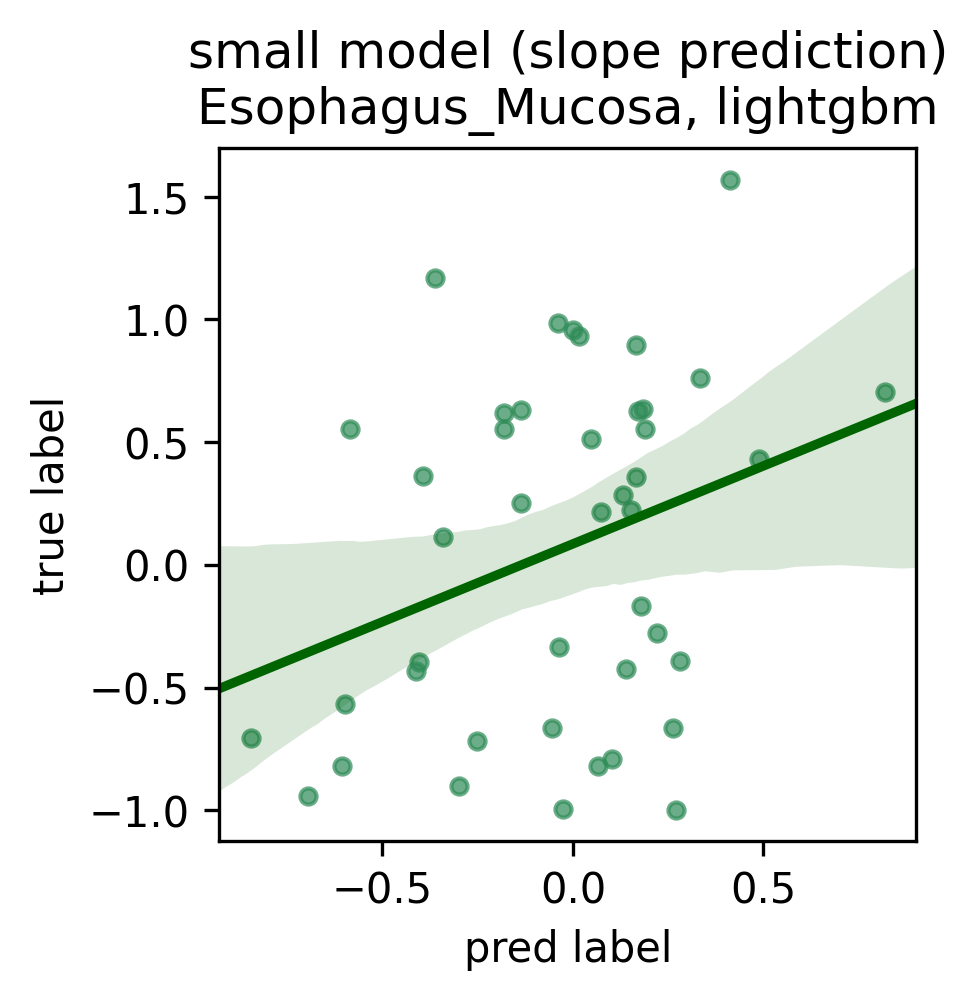 small model (slope prediction)
Esophagus_Mucosa, lightgbm
1.5
1.0
0.5
0.0
−0.5
−1.0
true label
−0.5 0.0 0.5
pred label